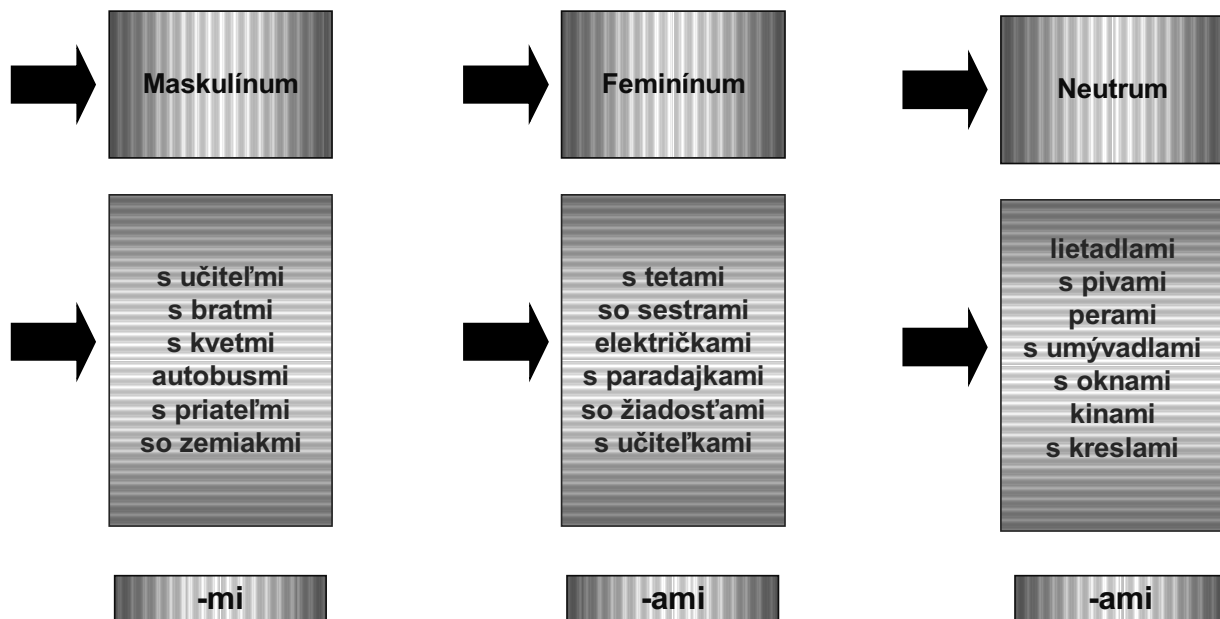 Maskulínum
Feminínum
Neutrum
s učiteľmi
s bratmi
s kvetmi
autobusmi
s priateľmi
so zemiakmi
s tetami
so sestrami
električkami
s paradajkami
so žiadosťami
s učiteľkami
lietadlami
s pivami
perami
s umývadlami
s oknami
kinami
s kreslami
-mi
-ami
-ami